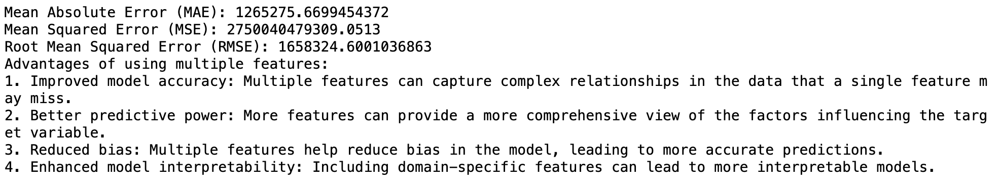 Mean Absolute Error (MAE): 1265275.6699454372
Mean Squared Error (MSE): 2750040479309.0513
Root Mean Squared Error (RMSE): 1658324.6001036863
Advantages of using multiple features:
1. Improved model accuracy: Multiple features can capture complex relationships in the data that a single feature m
ay miss.
2. Better predictive power: More features can provide a more comprehensive view of the factors influencing the targ
et variable.
3. Reduced bias: Multiple features help reduce bias in the model, leading to more accurate predictions.
4. Enhanced model interpretability: Including domain-specific features can lead to more interpretable models.